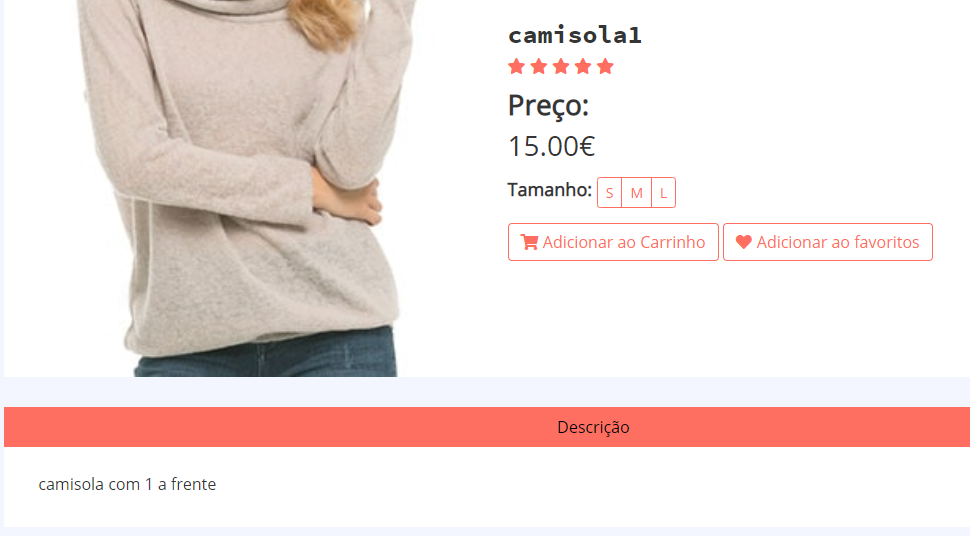 camisola1
Preço:
15.00€
Tamanho: S M L
Adicionar ao Carrinho Adicionar ao favoritos
Descrição
camisola com 1 a frente